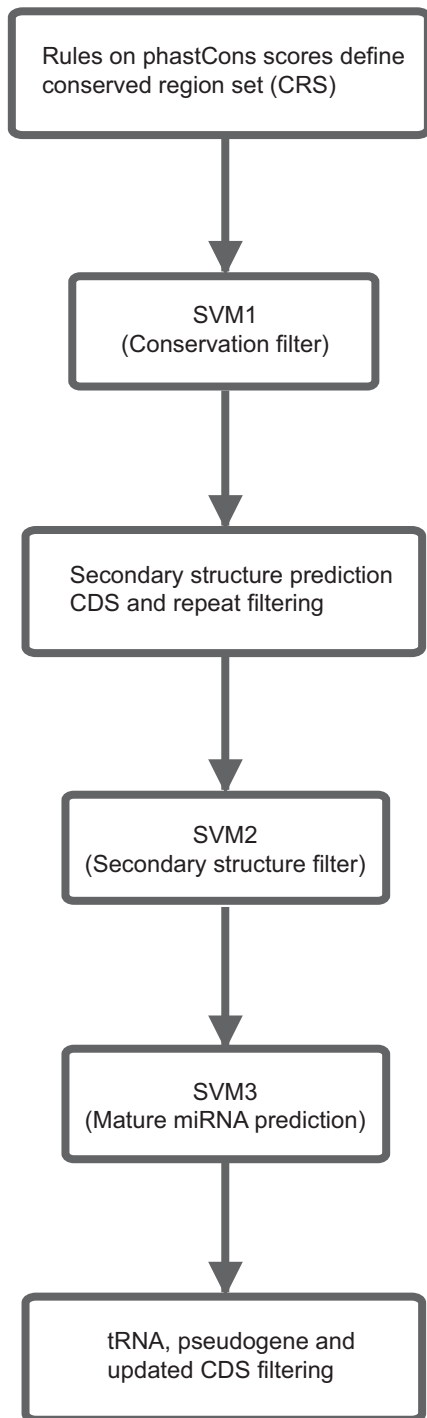 Rules on phastCons scores define
conserved region set (CRS)
SVM1
(Conservation filter)
Secondary structure prediction
CDS and repeat filtering
SVM2
(Secondary structure filter)
SVM3
(Mature miRNA prediction)
tRNA, pseudogene and
updated CDS filtering